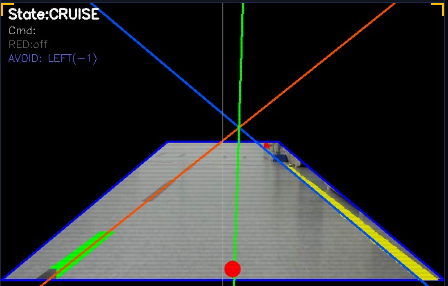 State:CRUISE
Cmd:
RED:off
AVOID: LEFT(-1)